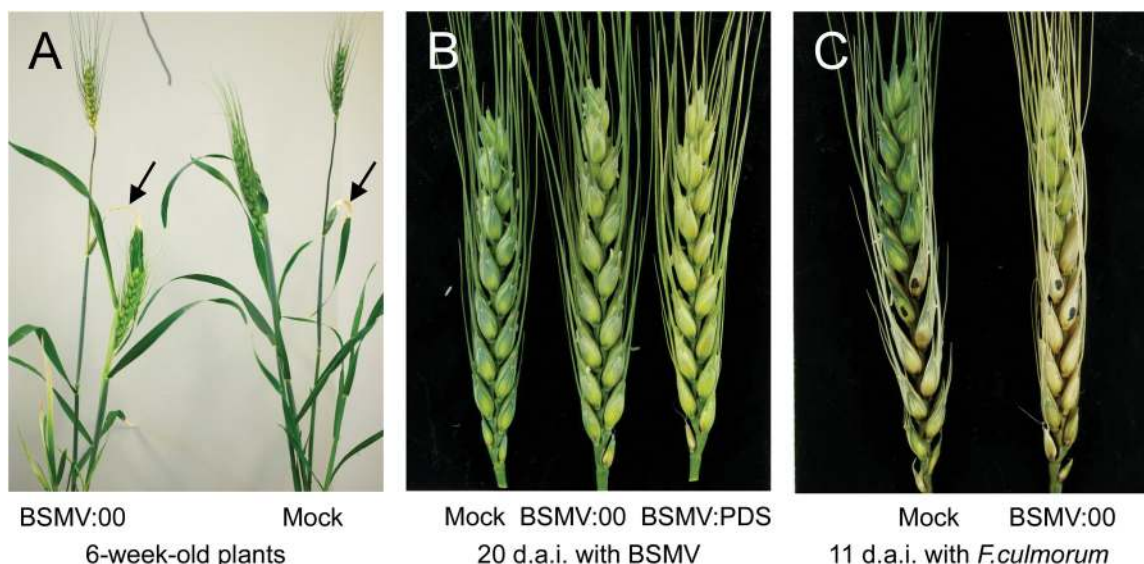 A B C
BSMV:00 Mock Mock BSMV:00 BSMV:PDS Mock BSMV:00
6-week-old plants 20 d.a.i. with BSMV 11 d.a.i. with F.culmorum